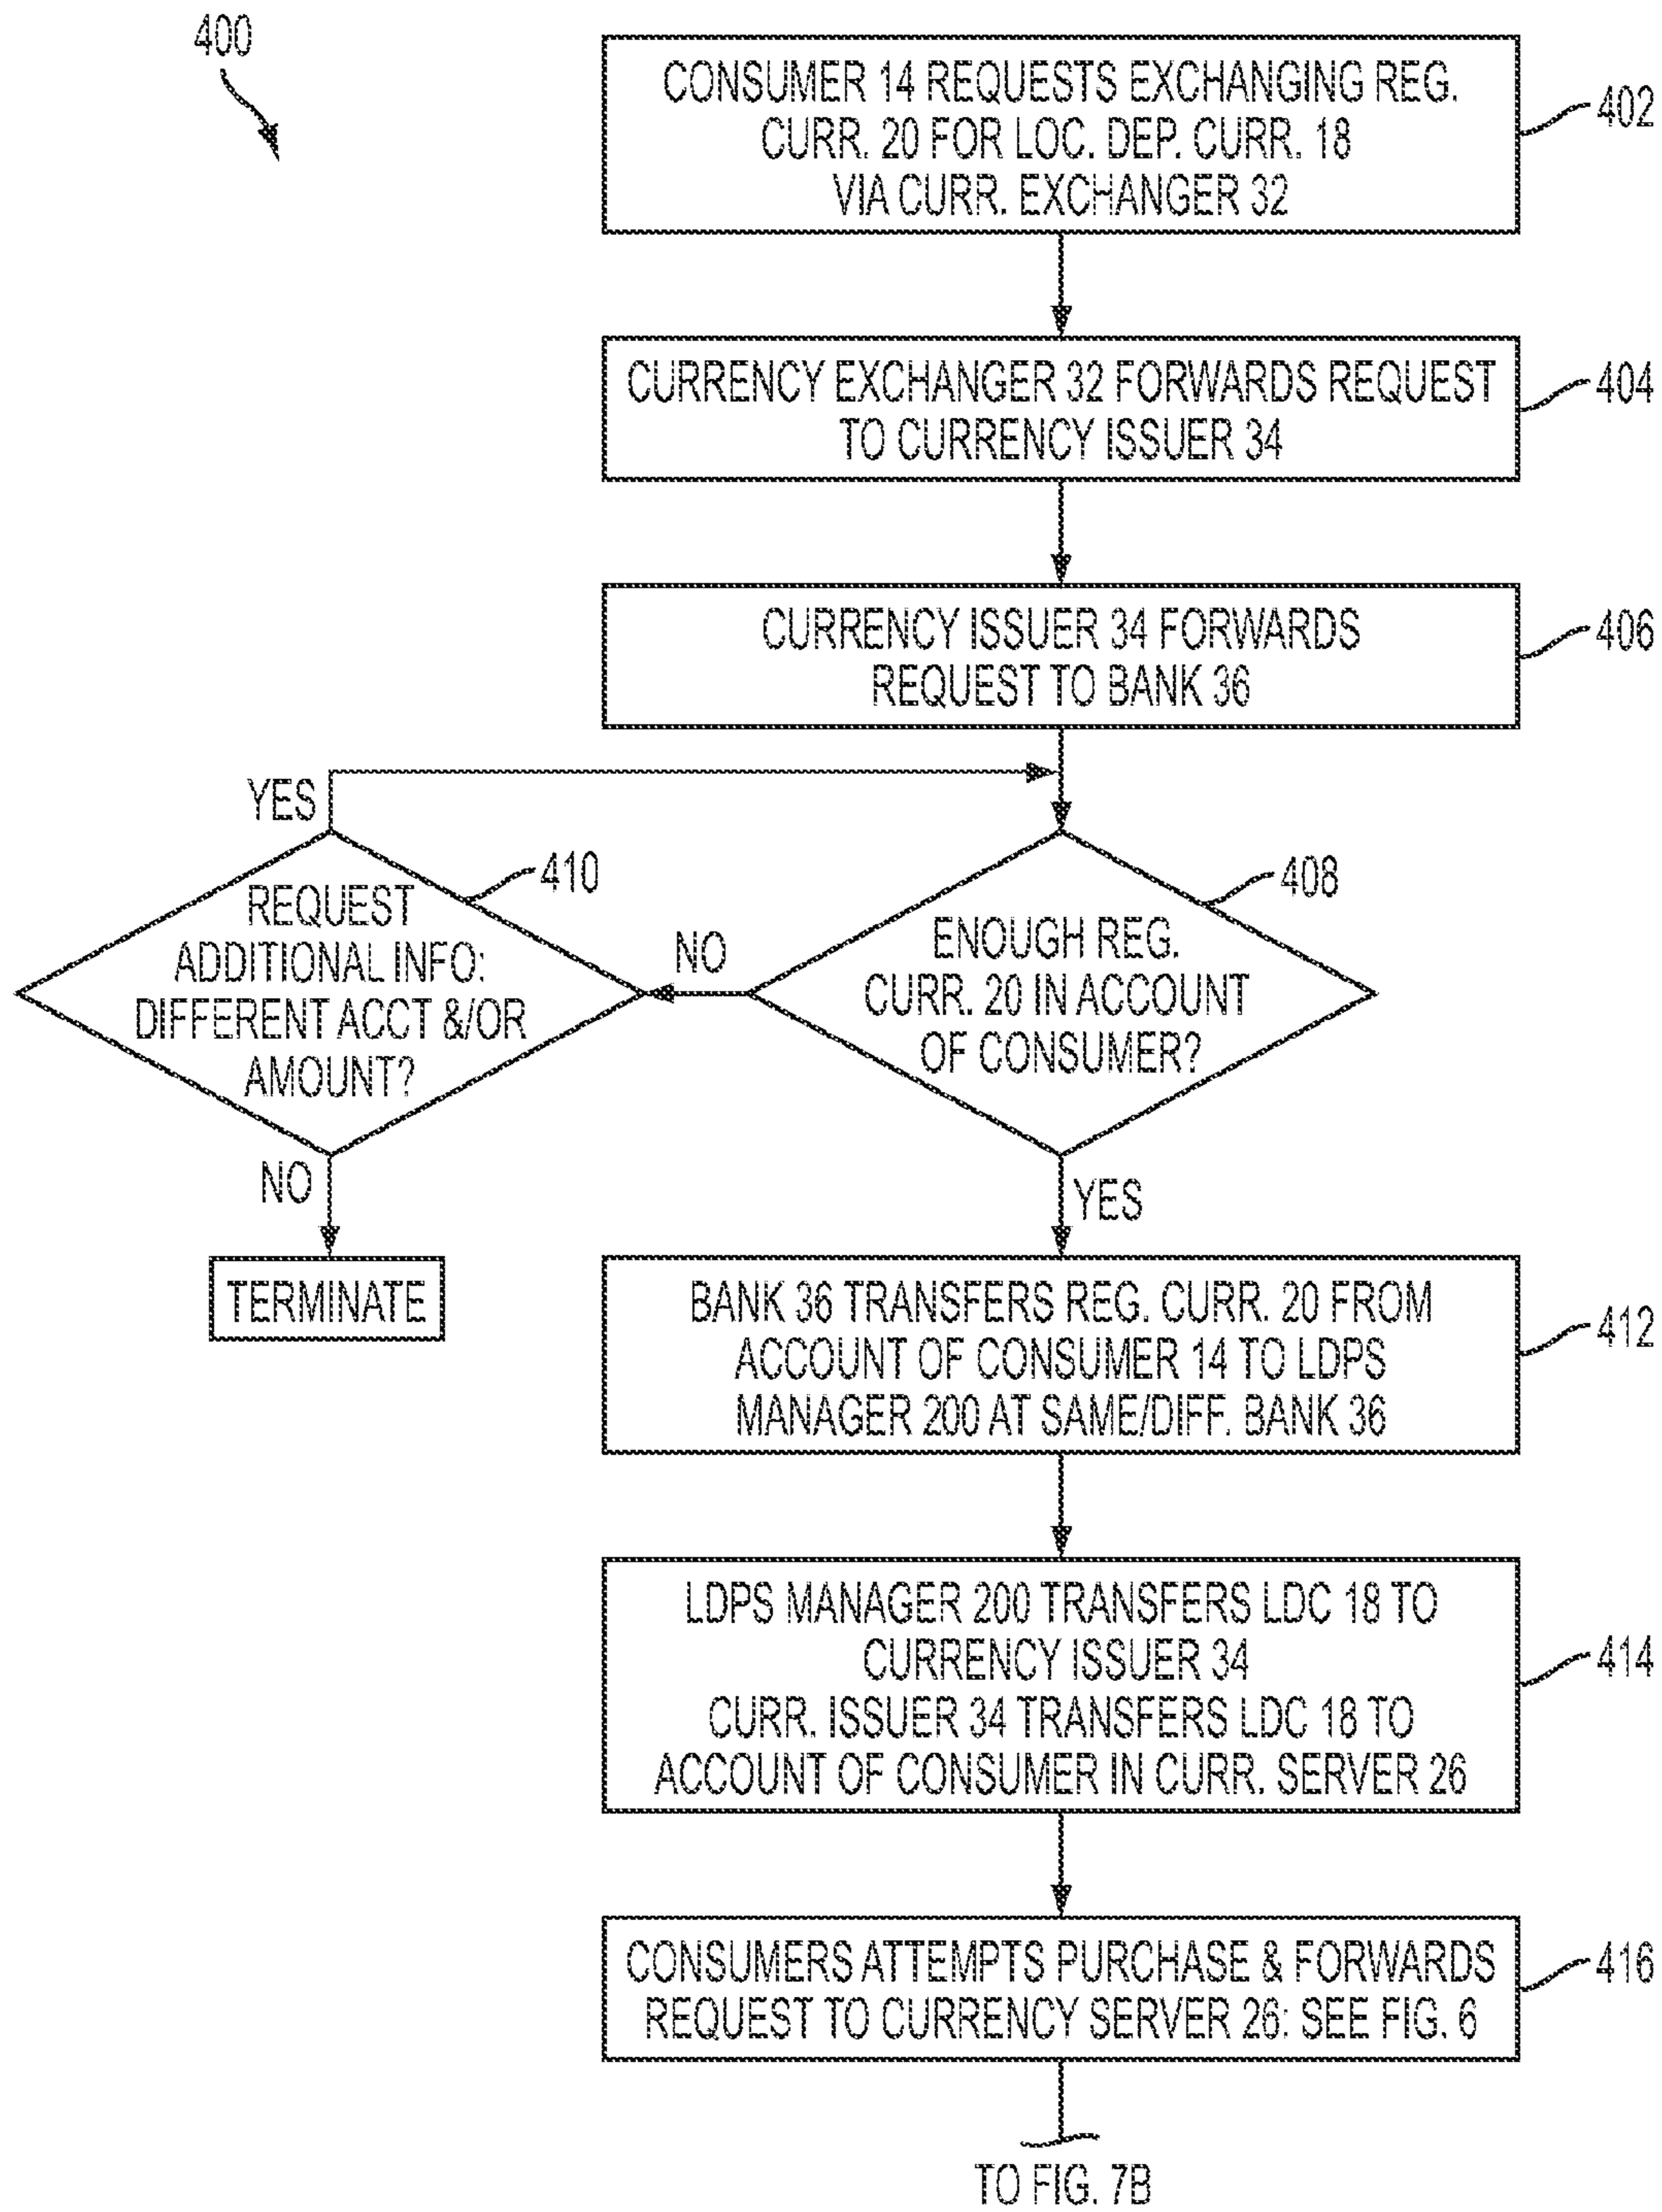 400
CONSUMER 14 REQUESTS EXCHANGING REG.
CURR. 20 FOR LOC. DEP. CURR. 18
VIA CURR. EXCHANGER 32
402
CURRENCY EXCHANGER 32 FORWARDS REQUEST
TO CURRENCY ISSUER 34
404
CURRENCY ISSUER 34 FORWARDS
REQUEST TO BANK 36
406
YES
410
REQUEST
ADDITIONAL INFO:
DIFFERENT ACCT &/OR
AMOUNT?
NO
408
ENOUGH REG.
CURR. 20 IN ACCOUNT
OF CONSUMER?
NO
YES
TERMINATE
BANK 36 TRANSFERS REG. CURR. 20 FROM
ACCOUNT OF CONSUMER 14 TO LDPS
MANAGER 200 AT SAME/DIFF. BANK 36
412
LDPS MANAGER 200 TRANSFERS LDC 18 TO
CURRENCY ISSUER 34
CURR. ISSUER 34 TRANSFERS LDC 18 TO
ACCOUNT OF CONSUMER IN CURR. SERVER 26
414
CONSUMERS ATTEMPTS PURCHASE & FORWARDS
REQUEST TO CURRENCY SERVER 26: SEE FIG. 6
416
TO FIG. 7B